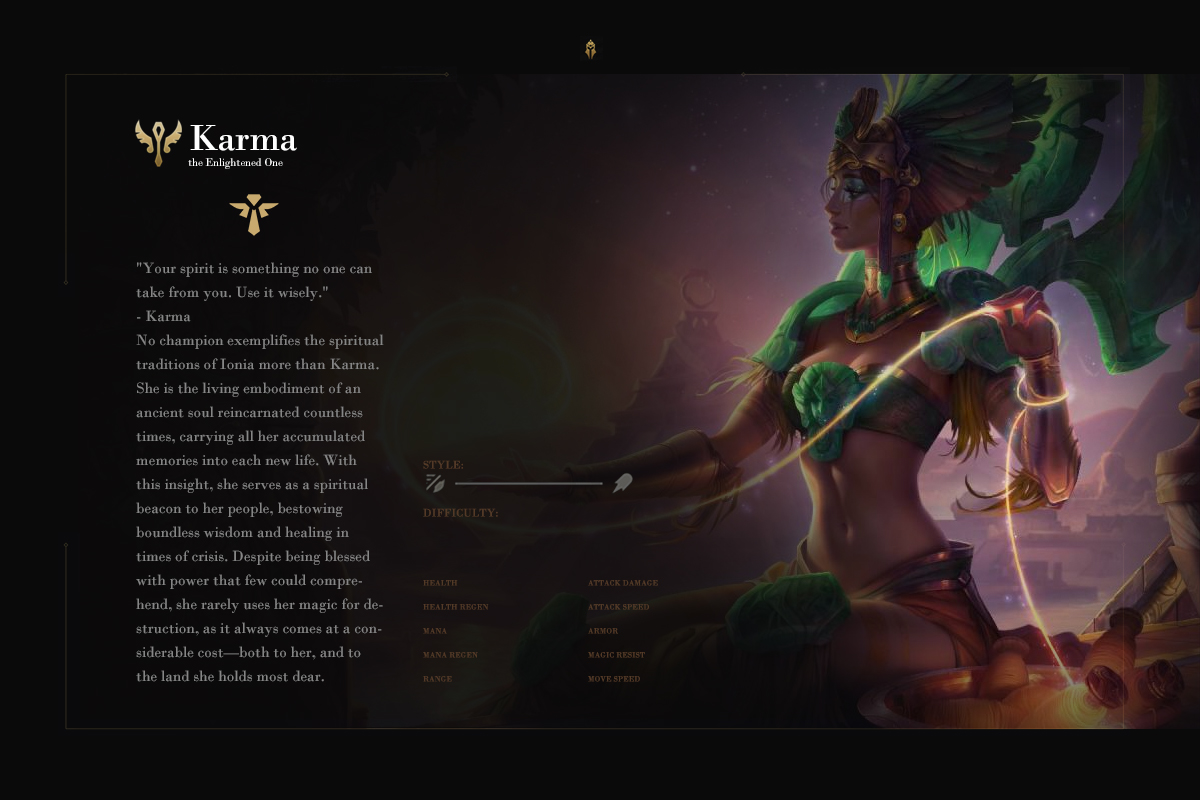 Karma
the Enlightened One
"Your spirit is something no one can
take from you. Use it wisely."
- Karma
No champion exemplifies the spiritual
traditions of Ionia more than Karma.
She is the living embodiment of an
ancient soul reincarnated countless
times, carrying all her accumulated
memories into each new life. With
this insight, she serves as a spiritual
beacon to her people, bestowing
boundless wisdom and healing in
times of crisis. Despite being blessed
with power that few could compre-
hend, she rarely uses her magic for de-
struction, as it always comes at a con-
siderable cost—both to her, and to
the land she holds most dear.
STYLE:
DIFFICULTY:
HEALTH
HEALTH REGEN
MANA
MANA REGEN
RANGE
ATTACK DAMAGE
ATTACK SPEED
ARMOR
MAGIC RESIST
MOVE SPEED